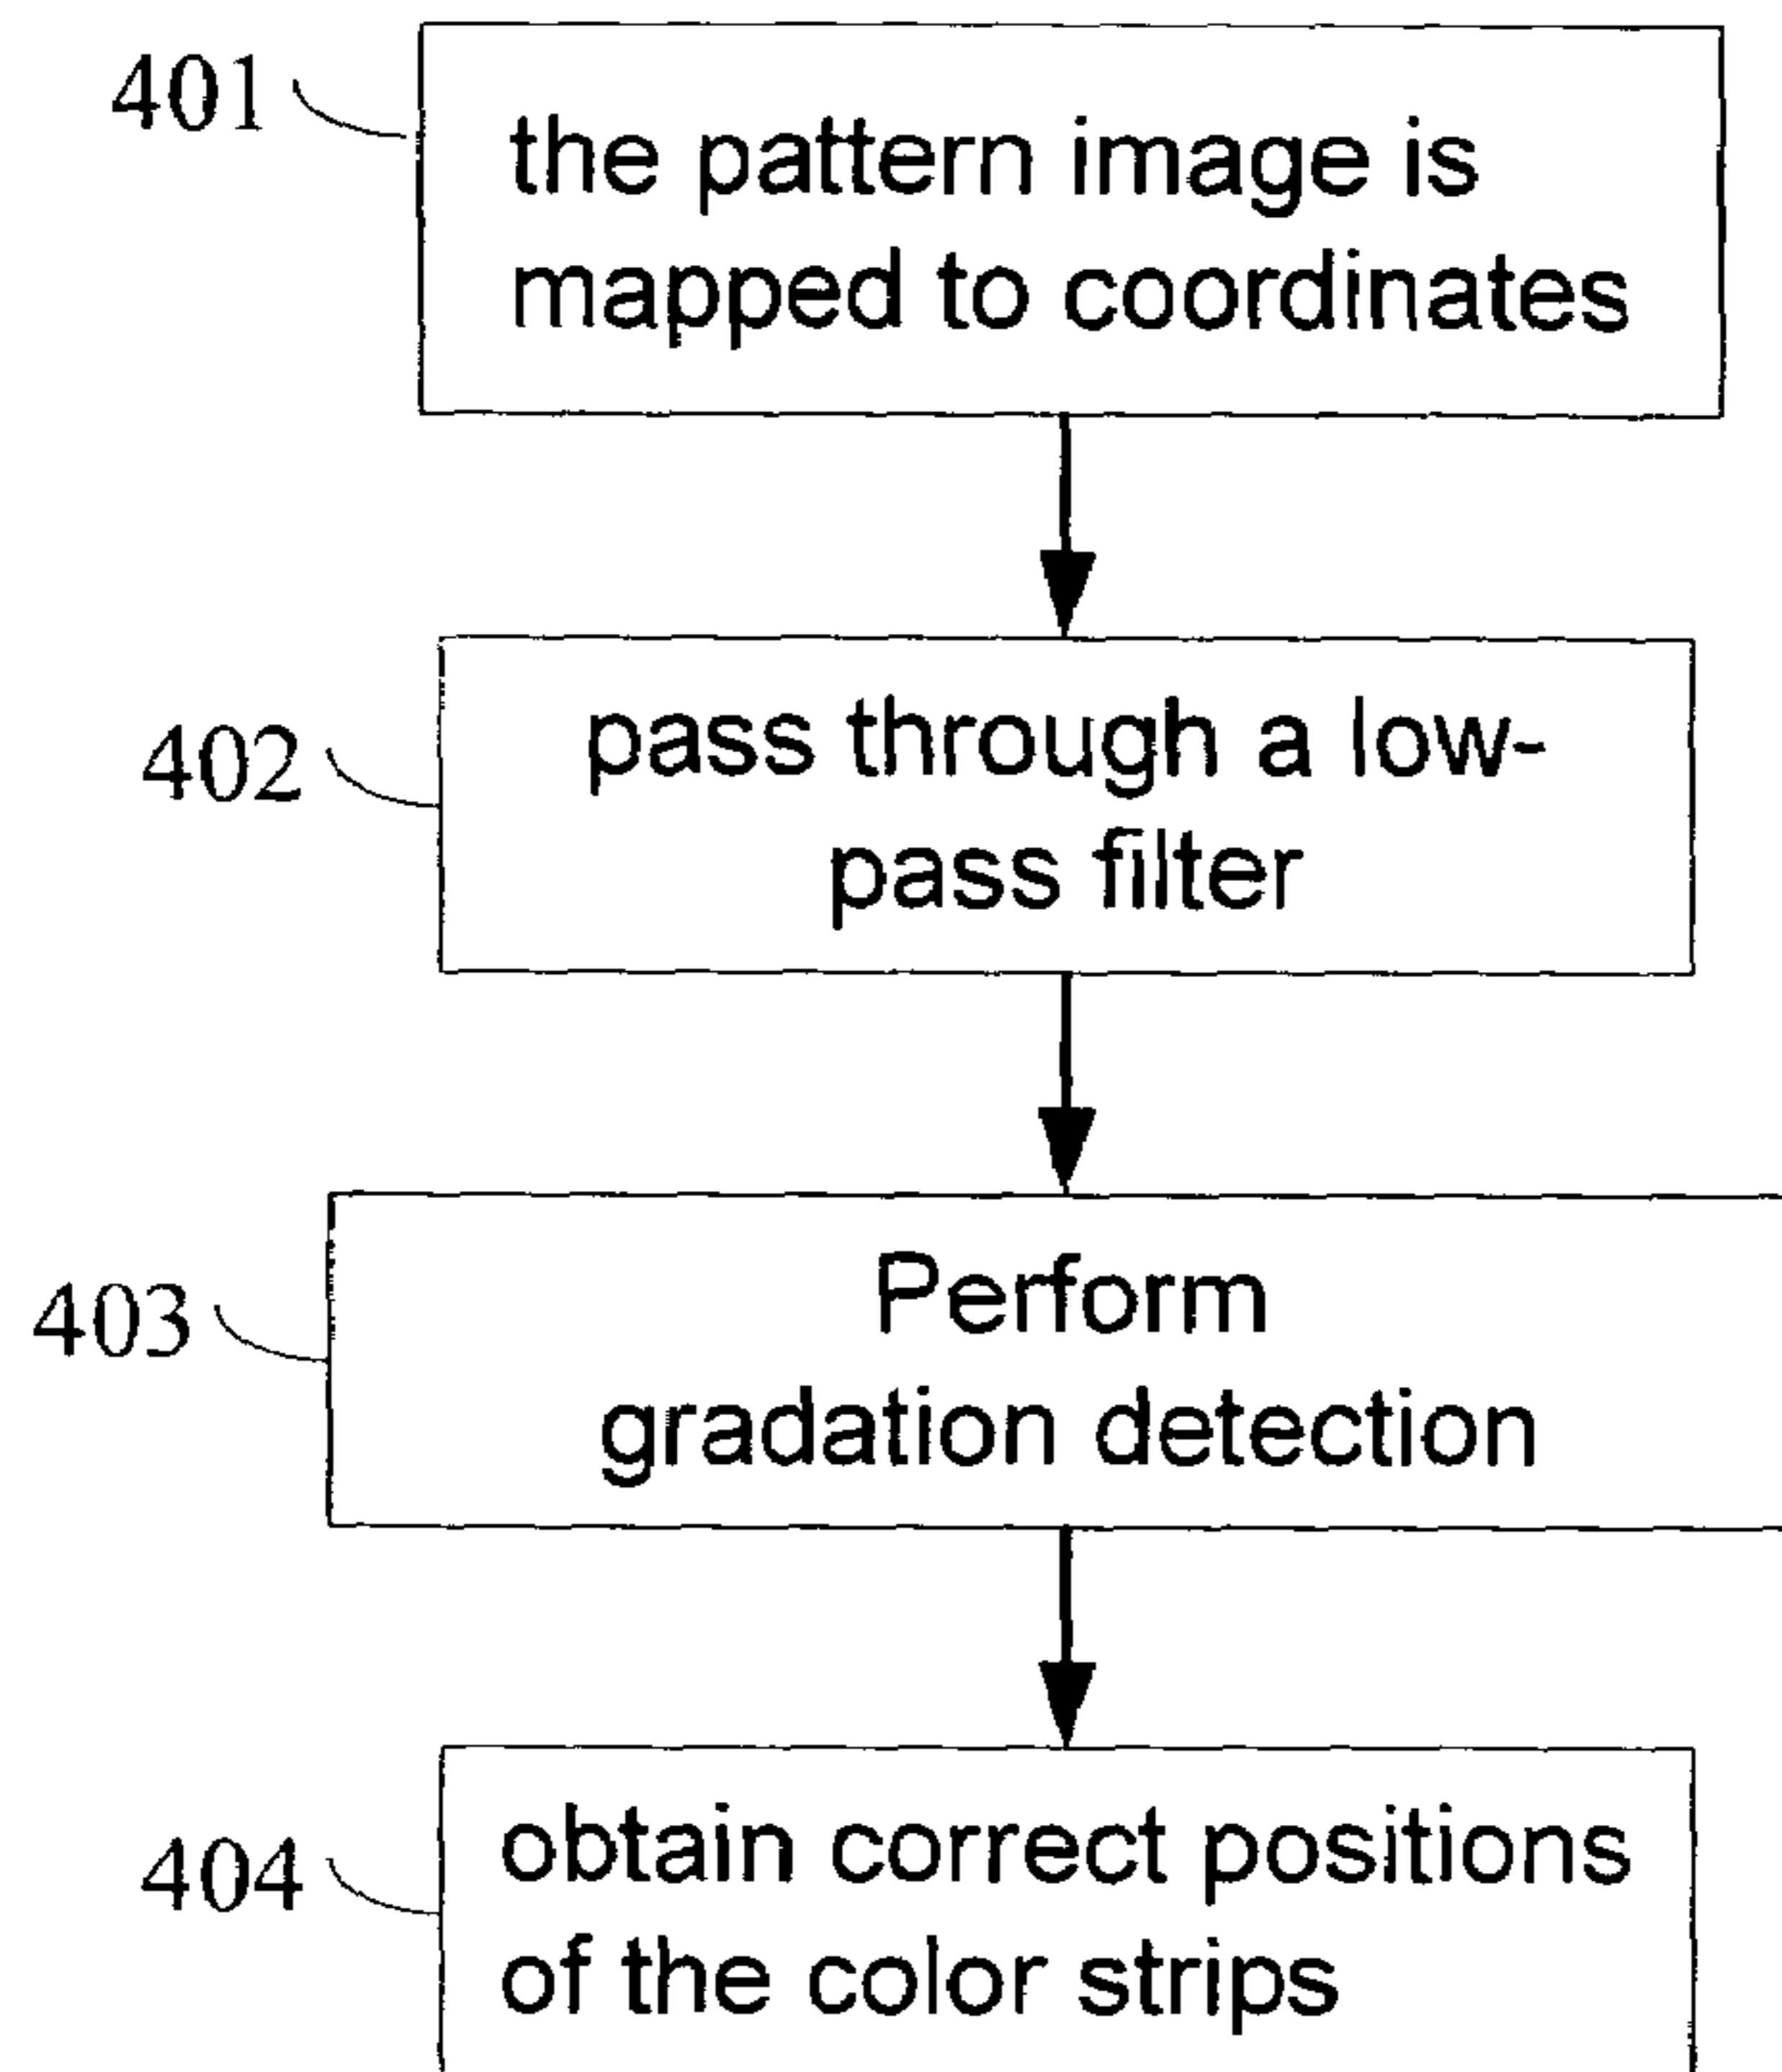 401
the pattern image is
mapped to coordinates
402
pass through a low-
pass filter
403
Perform
gradation detection
404
obtain correct positions
of the color strips